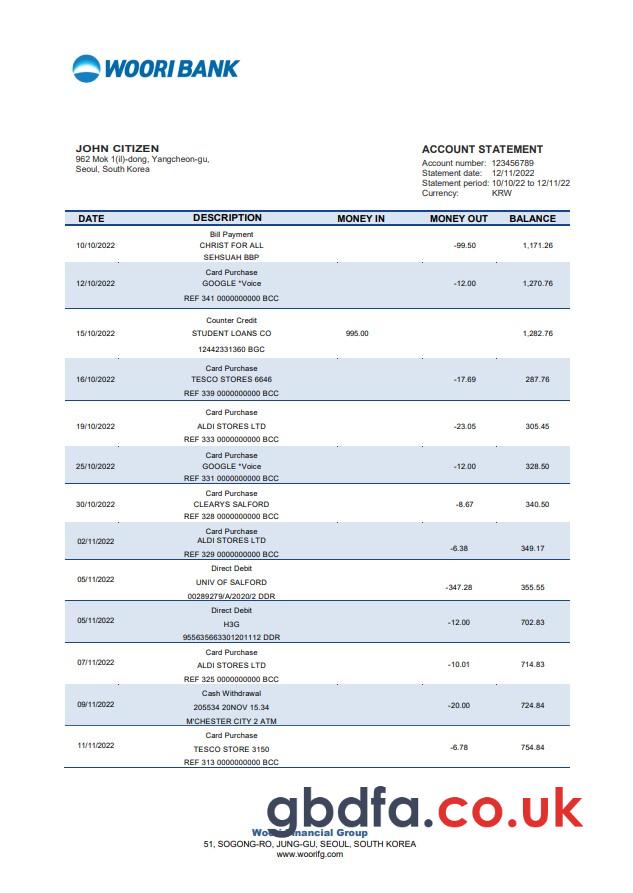 WOORI BANK
JOHN CITIZEN
962 Mok 1(il)-dong, Yangcheon-gu,
Seoul, South Korea
ACCOUNT STATEMENT
Account number: 123456789
Statement date: 12/11/2022
Statement period: 10/10/22 to 12/11/22
Currency: KRW
DATE DESCRIPTION MONEY IN MONEY OUT BALANCE
Bill Payment
10/10/2022 CHRIST FOR ALL -99.50 1,171.26
SEHSUAH BBP
Card Purchase
12/10/2022 GOOGLE *Voice -12.00 1,270.76
REF 341 0000000000 BCC
Counter Credit
15/10/2022 STUDENT LOANS CO 995.00 1,282.76
12442331360 BGC
Card Purchase
16/10/2022 TESCO STORES 6646 -17.69 287.76
REF 339 0000000000 BCC
Card Purchase
19/10/2022 ALDI STORES LTD -23.05 305.45
REF 333 0000000000 BCC
Card Purchase
25/10/2022 GOOGLE *Voice -12.00 328.50
REF 331 0000000000 BCC
Card Purchase
30/10/2022 CLEARYS SALFORD -8.67 340.50
REF 328 0000000000 BCC
Card Purchase
02/11/2022 ALDI STORES LTD -6.38 349.17
REF 329 0000000000 BCC
Direct Debit
05/11/2022 UNIV OF SALFORD -347.28 355.55
00289279/A/2020/2 DDR
Direct Debit
05/11/2022 H3G -12.00 702.83
955635663301201112 DDR
Card Purchase
07/11/2022 ALDI STORES LTD -10.01 714.83
REF 325 0000000000 BCC
Cash Withdrawal
09/11/2022 205534 20NOV 15.34 -20.00 724.84
M'CHESTER CITY 2 ATM
Card Purchase
11/11/2022 TESCO STORE 3150 -6.78 754.84
REF 313 0000000000 BCC
gbdfa.co.uk
Woori Financial Group
51, SOGONG-RO, JUNG-GU, SEOUL, SOUTH KOREA
www.woorifg.com